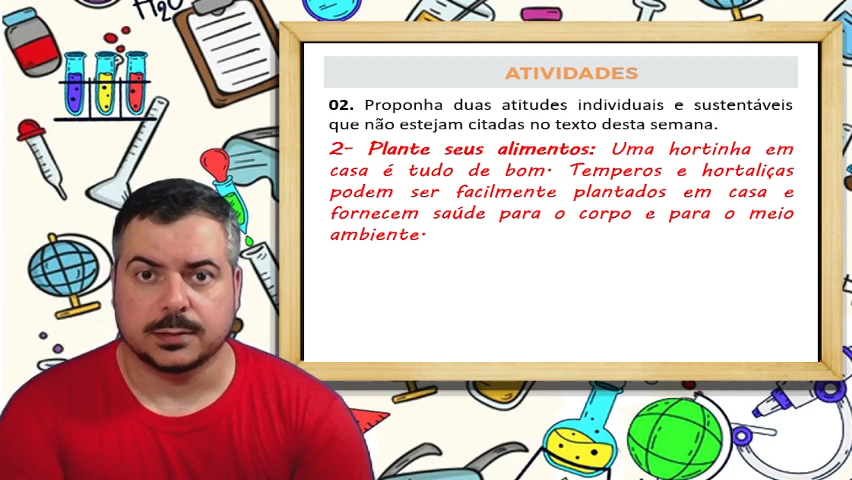 H2O
ATIVIDADES
02. Proponha duas atitudes individuais e sustentáveis
que não estejam citadas no texto desta semana.
2- Plante seus alimentos: Uma hortinha em
casa é tudo de bom. Temperos e hortaliças
podem ser facilmente plantados em casa e
fornecem saúde para o corpo e para o meio
ambiente.